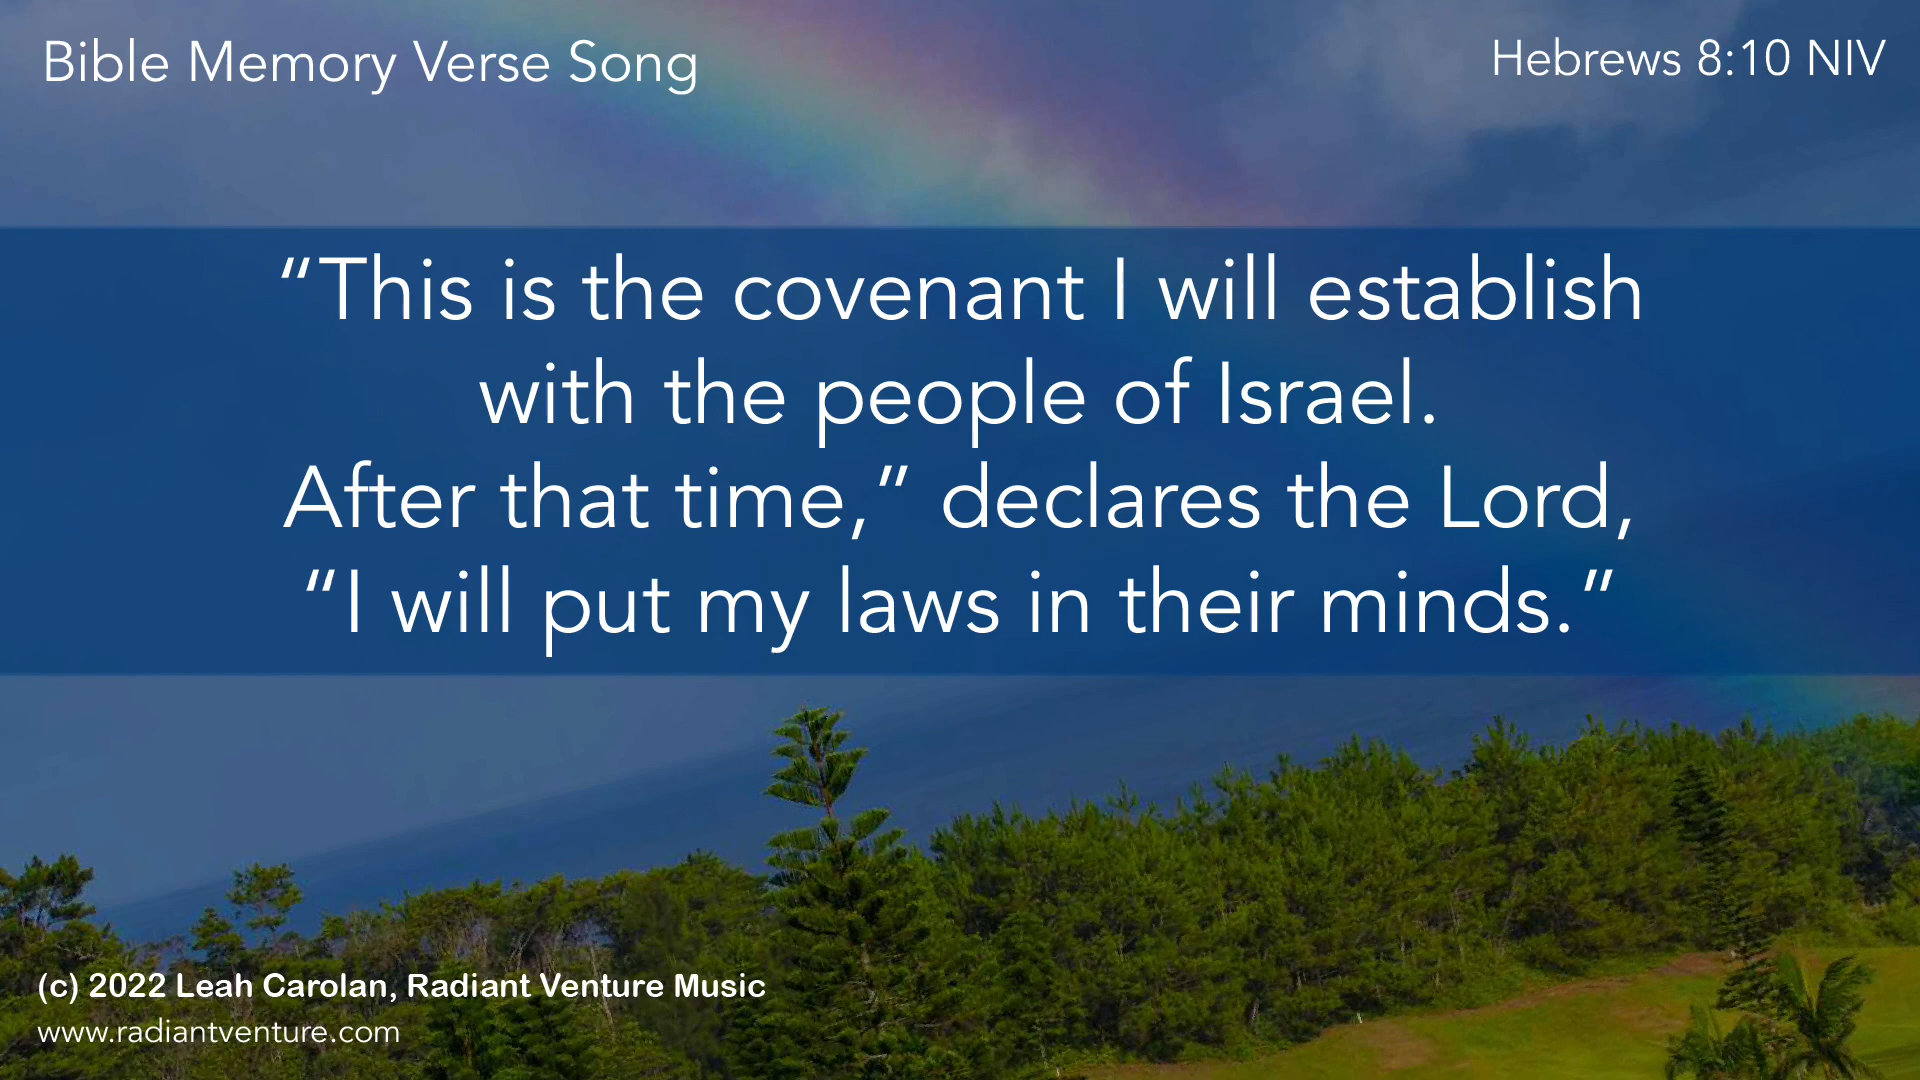 Bible Memory Verse Song
Hebrews 8:10 NIV
“This is the covenant I will establish
with the people of Israel.
After that time,” declares the Lord,
“I will put my laws in their minds.”
(c) 2022 Leah Carolan, Radiant Venture Music
www.radiantventure.com